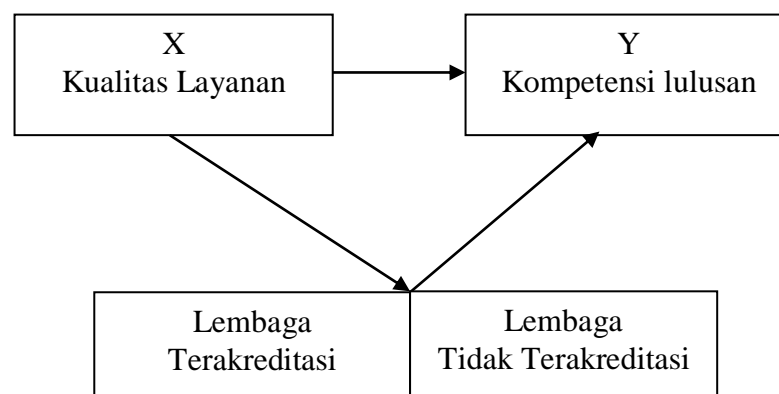 X
Kualitas Layanan
Y
Kompetensi lulusan
Lembaga
Terakreditasi
Lembaga
Tidak Terakreditasi